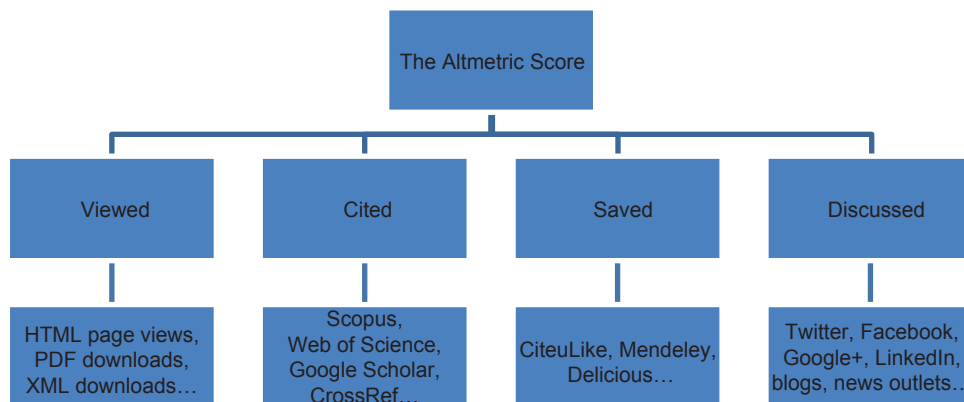 The Altmetric Score
Viewed
Cited
Saved
Discussed
HTML page views,
PDF downloads,
XML downloads…
Scopus,
Web of Science,
Google Scholar,
CrossRef…
CiteuLike, Mendeley,
Delicious…
Twitter, Facebook,
Google+, LinkedIn,
blogs, news outlets…